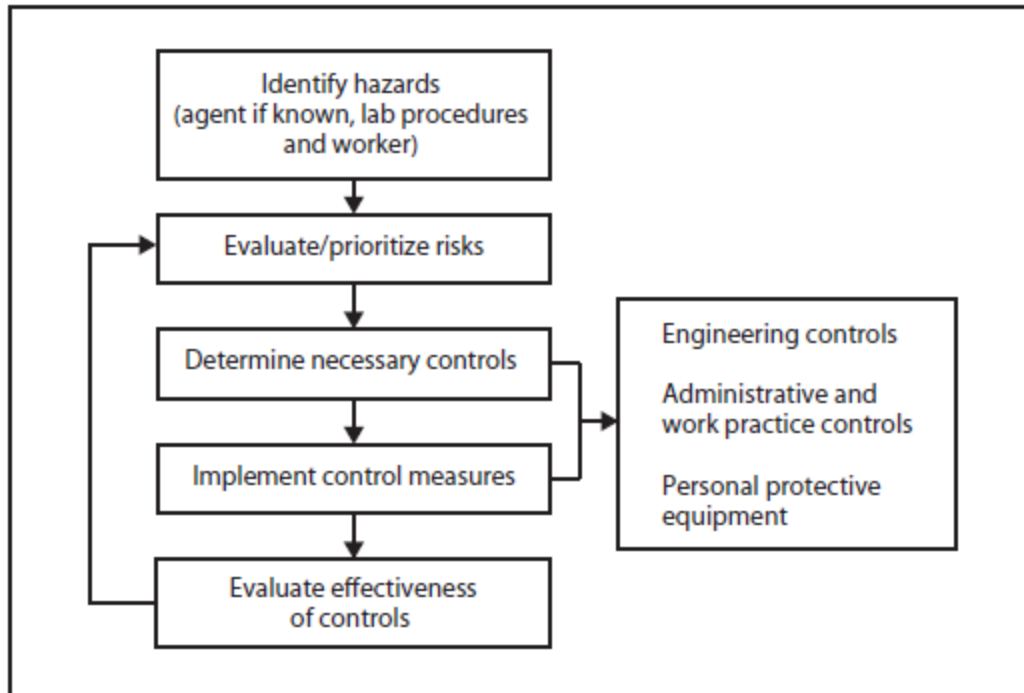 Identify hazards
(agent if known, lab procedures
and worker)
Evaluate/prioritize risks
Determine necessary controls
Implement control measures
Evaluate effectiveness
of controls
Engineering controls
Administrative and
work practice controls
Personal protective
equipment